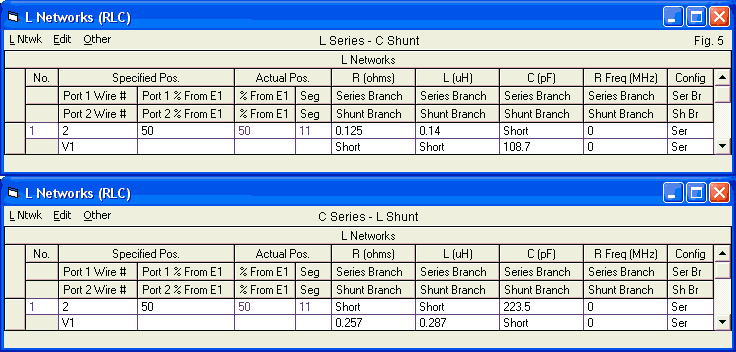 L Networks (RLC)
L Ntwk Edit Other L Series - C Shunt Fig. 5
L Networks
No. Specified Pos. Actual Pos. R (ohms) L (uH) C (pF) R Freq (MHz) Config
Port 1 Wire # Port 1 % From E1 % From E1 Seg Series Branch Series Branch Series Branch Series Branch Ser Br
Port 2 Wire # Port 2 % From E1 % From E1 Seg Shunt Branch Shunt Branch Shunt Branch Shunt Branch Sh Br
1 2 50 50 11 0.125 0.14 Short 0 Ser
V1 Short Short 108.7 0 Ser
L Networks (RLC)
L Ntwk Edit Other C Series - L Shunt
L Networks
No. Specified Pos. Actual Pos. R (ohms) L (uH) C (pF) R Freq (MHz) Config
Port 1 Wire # Port 1 % From E1 % From E1 Seg Series Branch Series Branch Series Branch Series Branch Ser Br
Port 2 Wire # Port 2 % From E1 % From E1 Seg Shunt Branch Shunt Branch Shunt Branch Shunt Branch Sh Br
1 2 50 50 11 Short Short 223.5 0 Ser
V1 0.257 0.287 Short 0 Ser